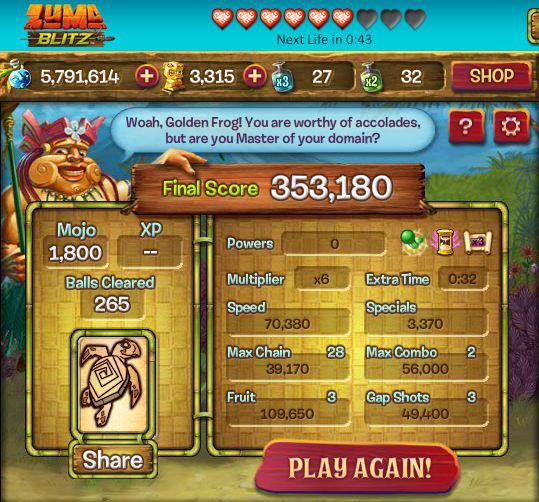 ZUMA
BLITZ
Next Life in 0:43
5,791,614
3,315
x3
27
x2
32
SHOP
Woah, Golden Frog! You are worthy of accolades,
but are you Master of your domain?
?
Final Score 353,180
Mojo
1,800
XP
--
Balls Cleared
265
Share
Powers 0
x3
Multiplier x6
Extra Time 0:32
Speed
70,380
Specials
3,370
Max Chain 28
39,170
Max Combo 2
56,000
Fruit 3
109,650
Gap Shots 3
49,400
PLAY AGAIN!